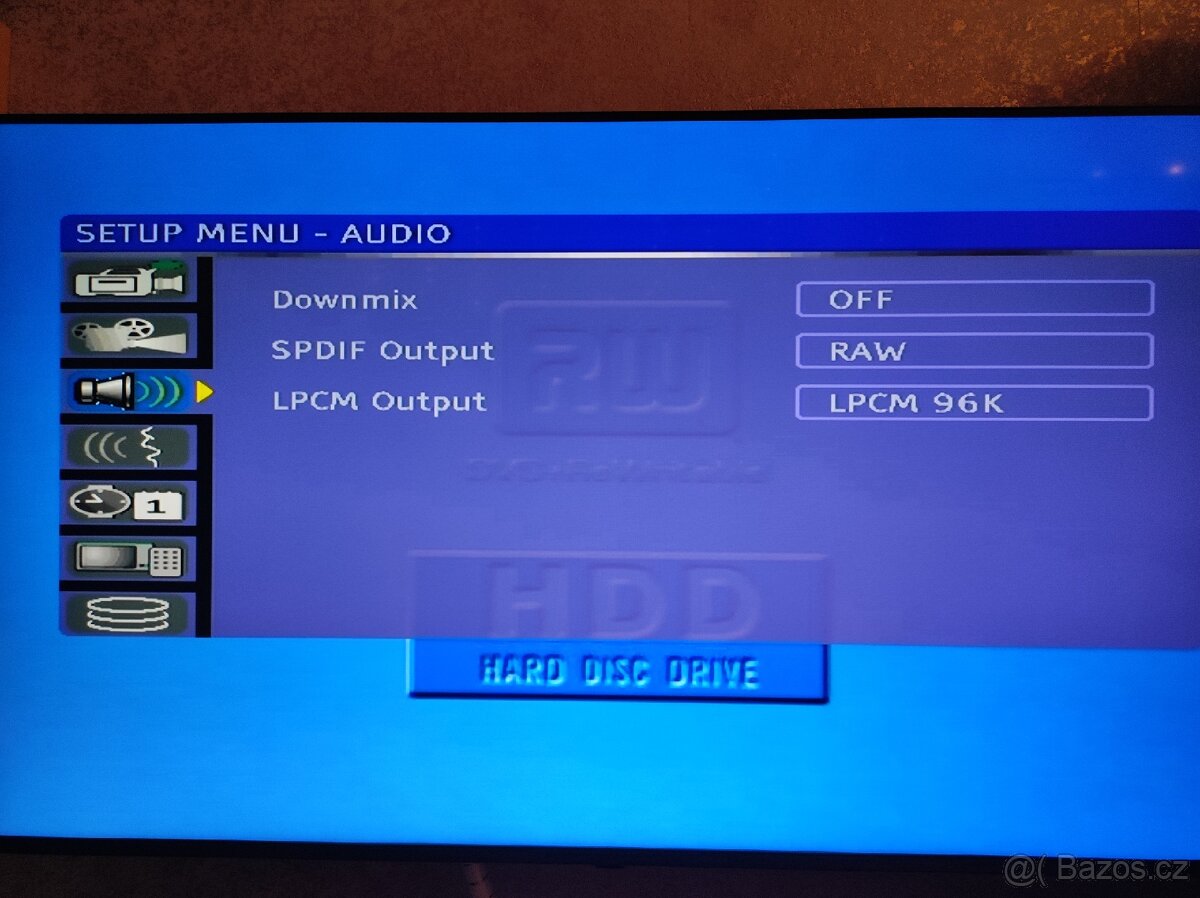 SETUP MENU - AUDIO
Downmix OFF
SPDIF Output RAW
LPCM Output LPCM 96K
1
RW
HDD
HARD DISC DRIVE
@( Bazos.cz